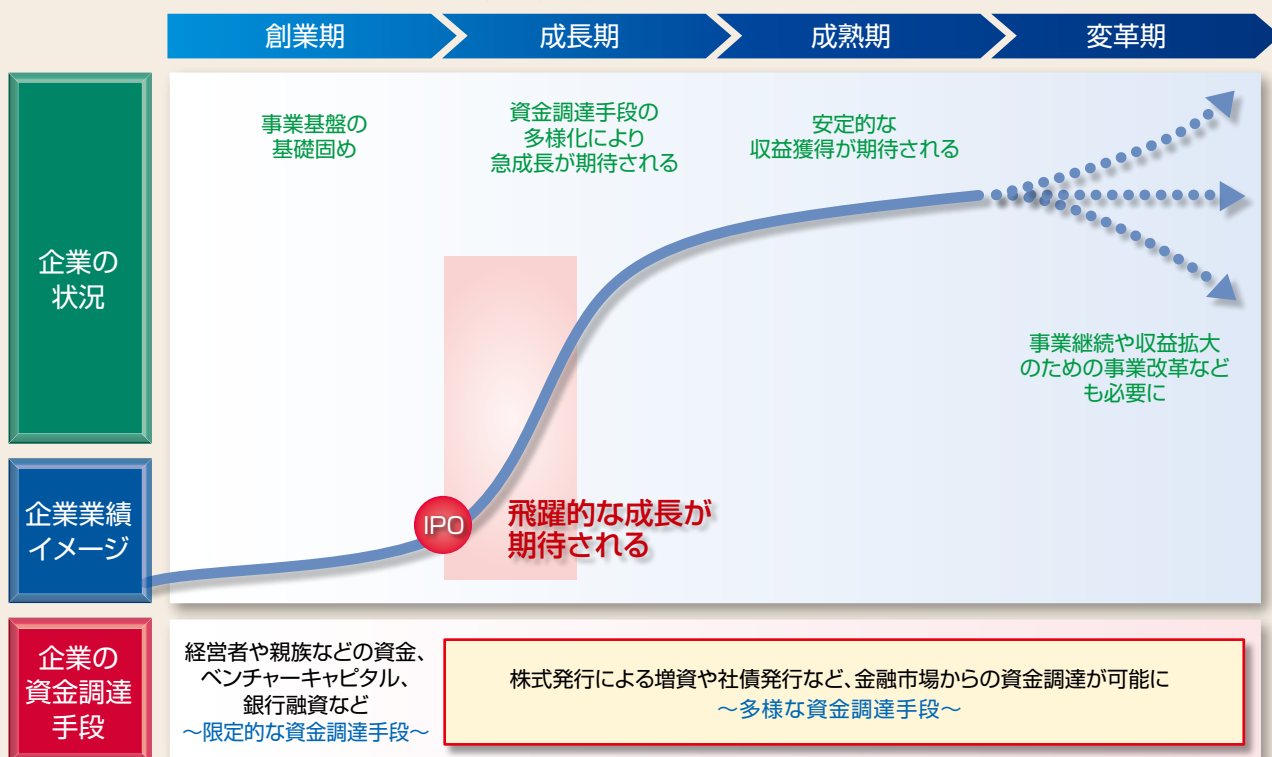 創業期
成長期
成熟期
変革期
企業の
状況
事業基盤の
基礎固め
資金調達手段の
多様化により
急成長が期待される
安定的な
収益獲得が期待される
事業継続や収益拡大
のための事業改革など
も必要に
企業業績
イメージ
IPO
飛躍的な成長が
期待される
企業の
資金調達
手段
経営者や親族などの資金、
ベンチャーキャピタル、
銀行融資など
～限定的な資金調達手段～
株式発行による増資や社債発行など、金融市場からの資金調達が可能に
～多様な資金調達手段～